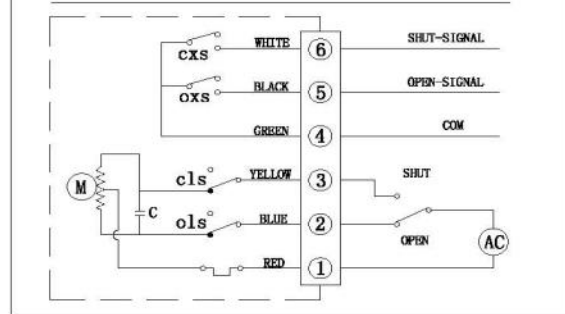 WHITE 6 SHUT-SIGNAL
cxs
BLACK 5 OPEN-SIGNAL
oxs
GREEN 4 COM
cls YELLOW 3 SHUT
M
C
ols BLUE 2
OPEN AC
RED 1